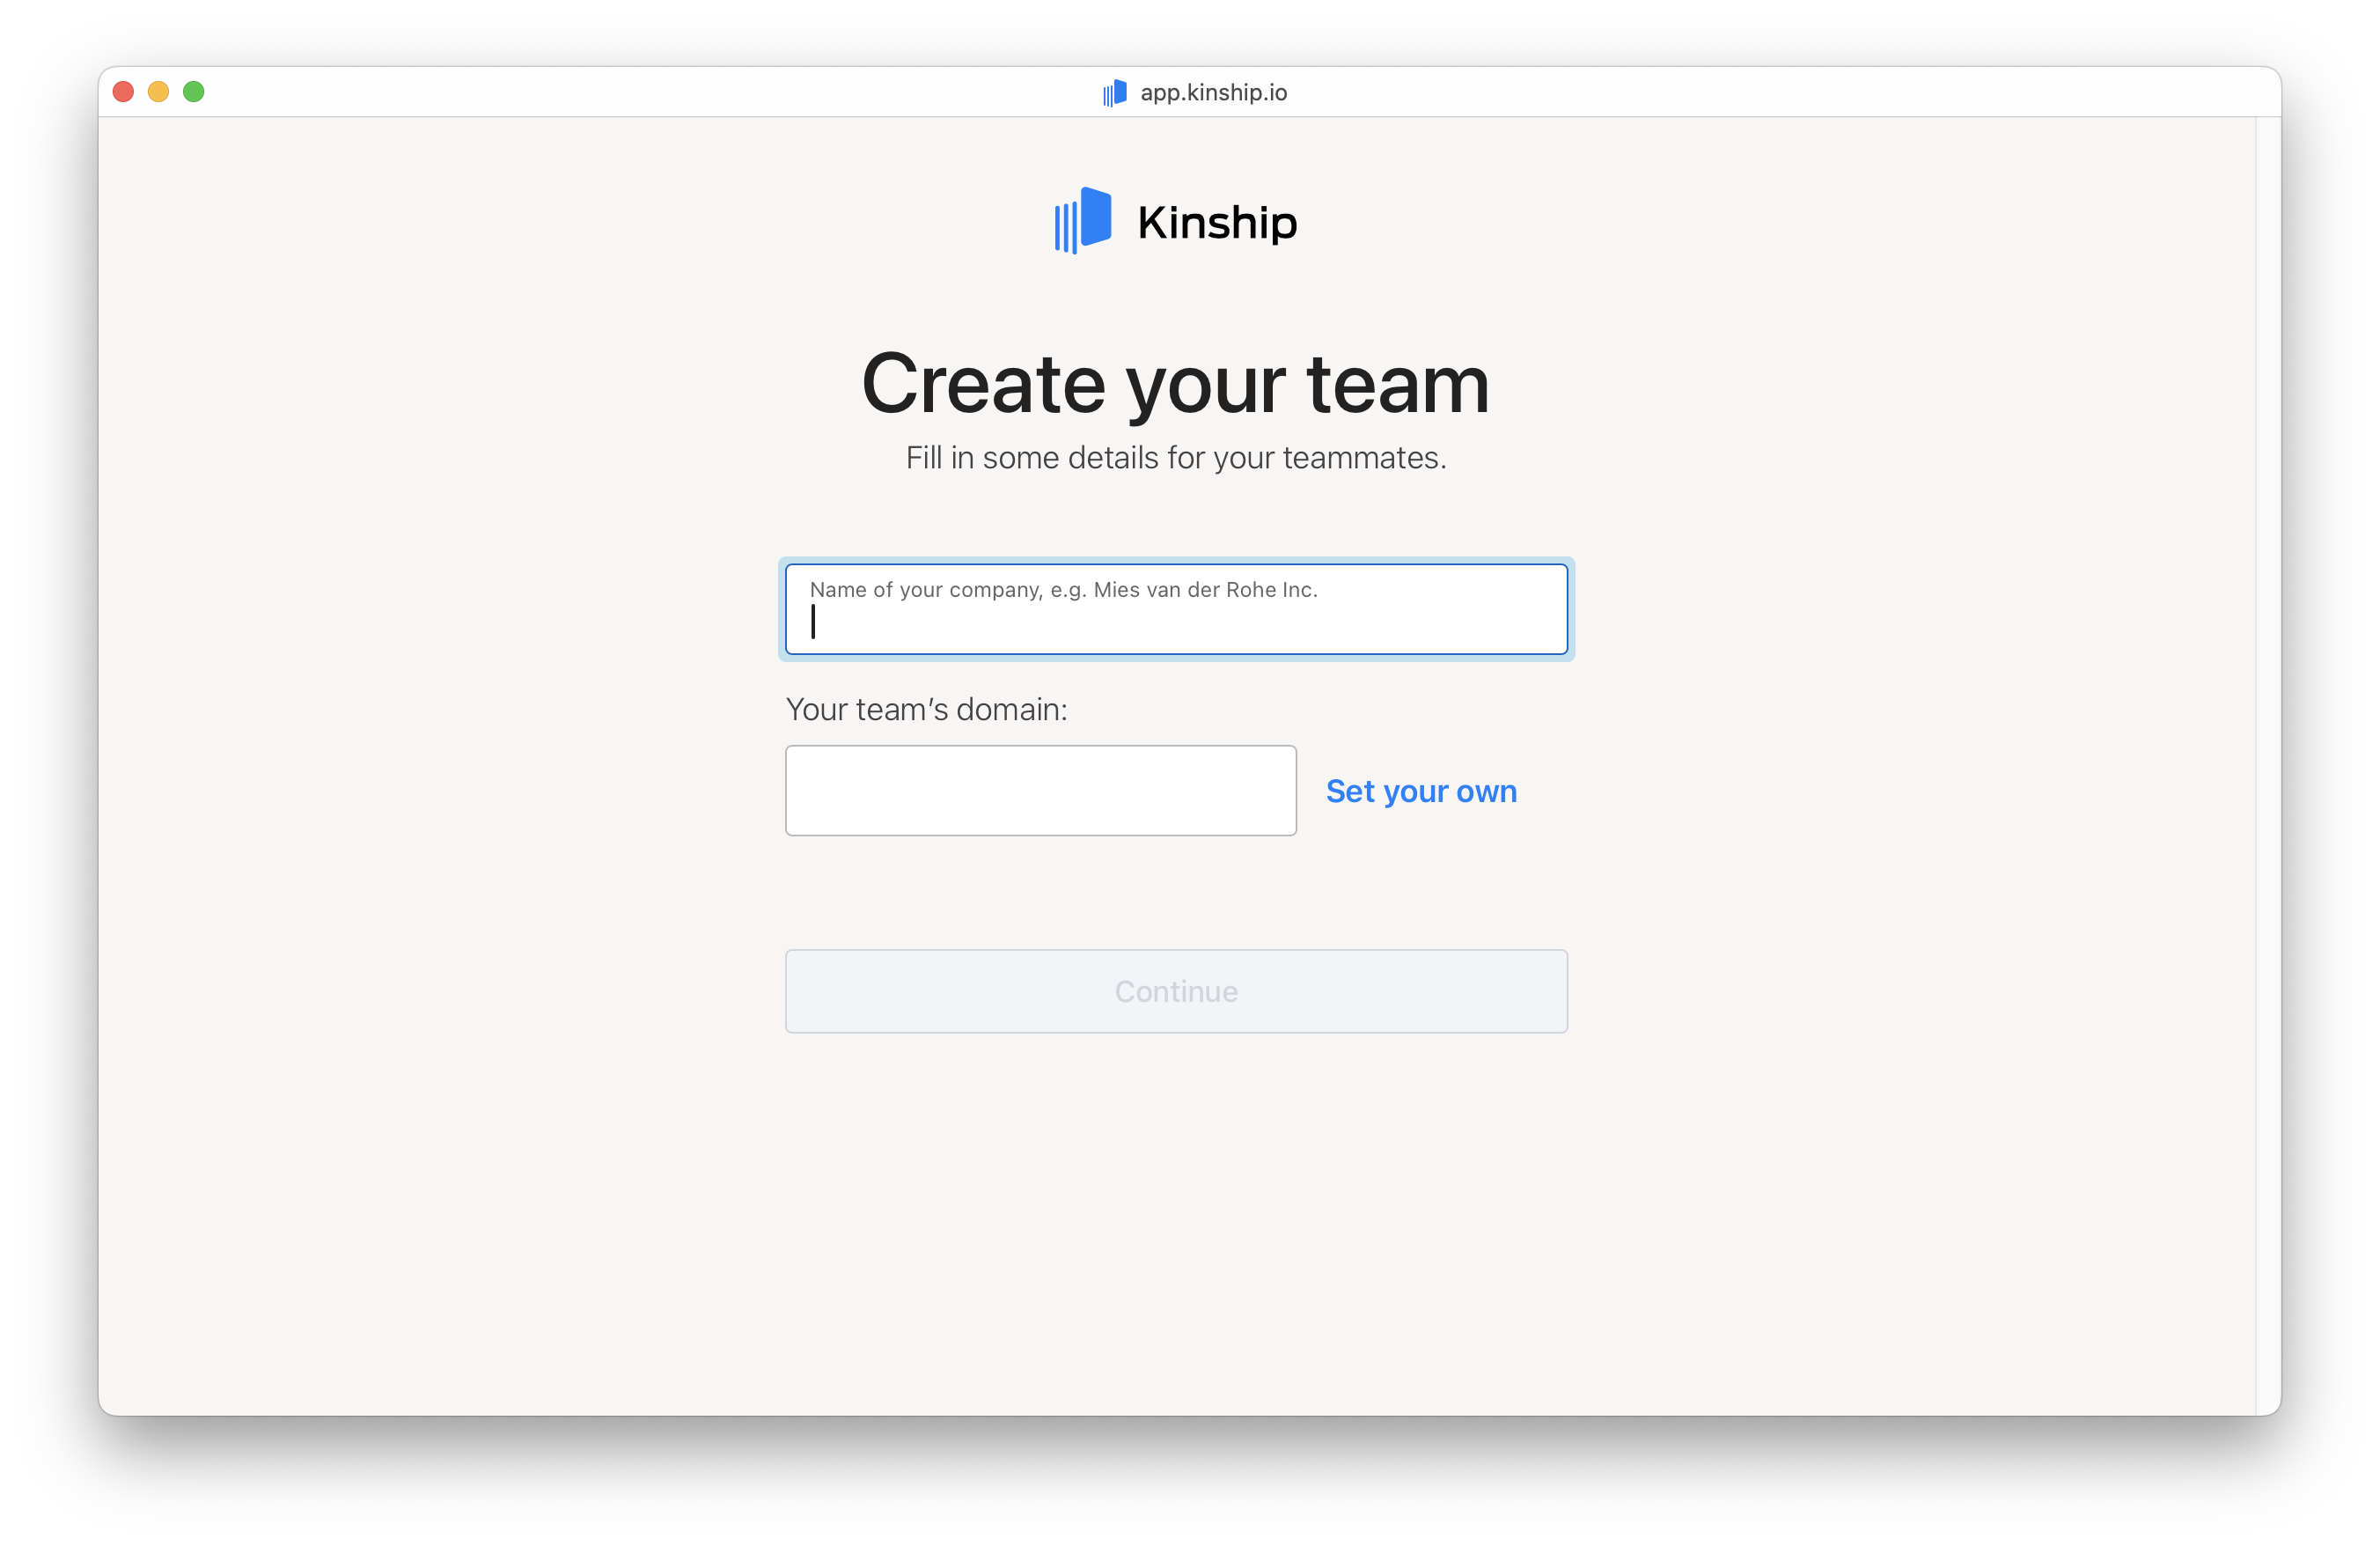 app.kinship.io
Kinship
Create your team
Fill in some details for your teammates.
Name of your company, e.g. Mies van der Rohe Inc.
Your team’s domain:
Set your own
Continue